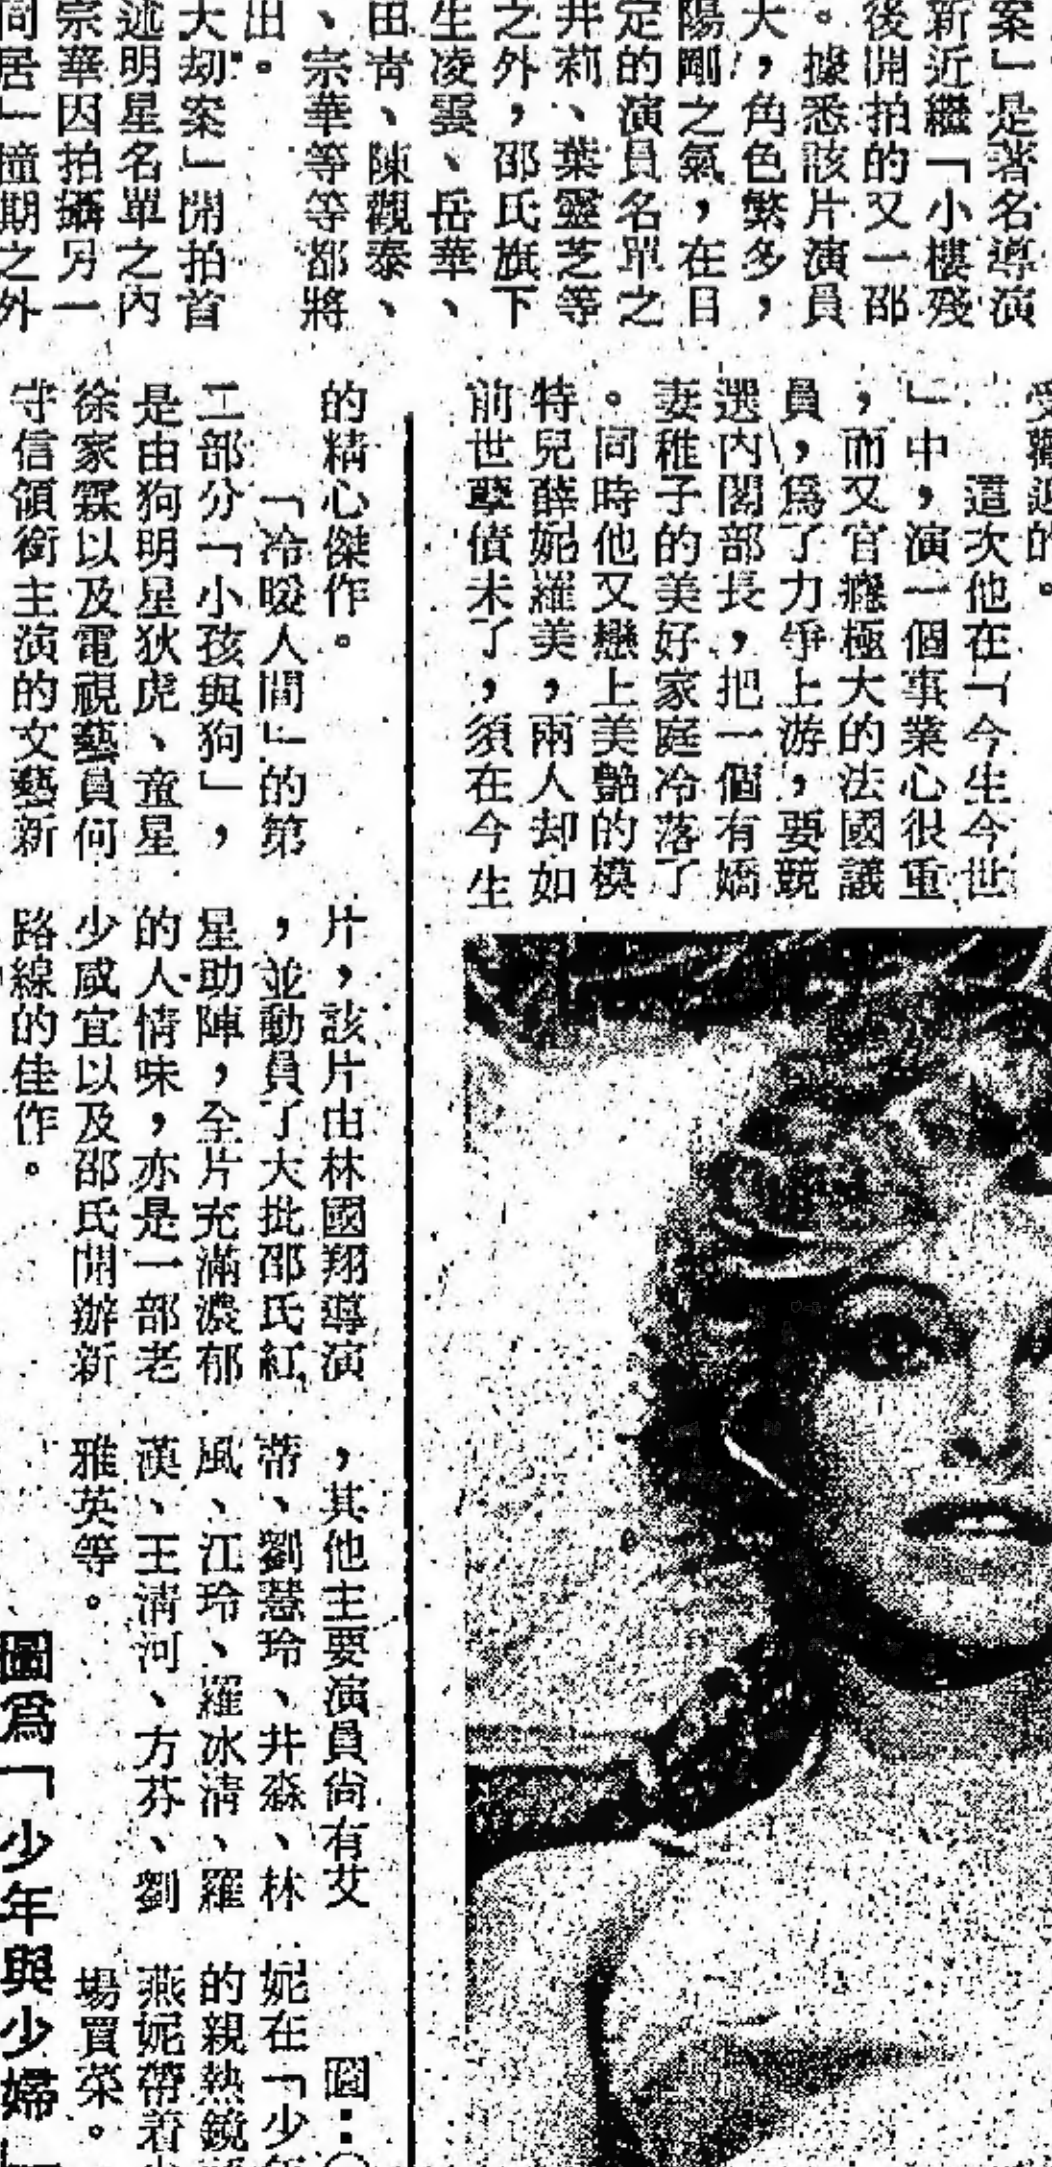 案」是著名導演
新近繼「小樓殘
後開拍的又一邵
。據悉該片演員
大，角色繁多，
陽剛之氣，在目
定的演員名單之
井莉、葉靈芝等
之外，邵氏旗下
生凌雲、岳華、
田青、陳觀泰、
、宗華等等都將
出。
大劫案」開拍首
述明星名單之內
宗華因拍攝另一
同居」撞期之外
受歡迎的。
這次他在「今生今世
」中，演一個事業心很重
，而又官癮極大的法國議
員，爲了力爭上游，要競
選內閣部長，把一個有嬌
妻稚子的美好家庭冷落了
。同時他又戀上美艷的模
特兒薛妮羅美，兩人却如
前世孽債未了，須在今生
的精心傑作。
「冷暖人間」的第
二部分「小孩與狗」，
是由狗明星狄虎、童星
徐家霖以及電視藝員何
守信領銜主演的文藝新
片，該片由林國翔導演
，並動員了大批邵氏紅
星助陣，全片充滿濃郁
的人情味，亦是一部老
少咸宜以及邵氏開辦新
路線的佳作。
，其他主要演員尙有艾
蒂、劉慧玲、井淼、林
風、江玲、羅冰清、羅
漢、王清河、方芬、劉
雅英等。
圖：
妮在「少年
的親熱鏡
燕妮帶着
場買菜。
圖爲「少年與少婦」